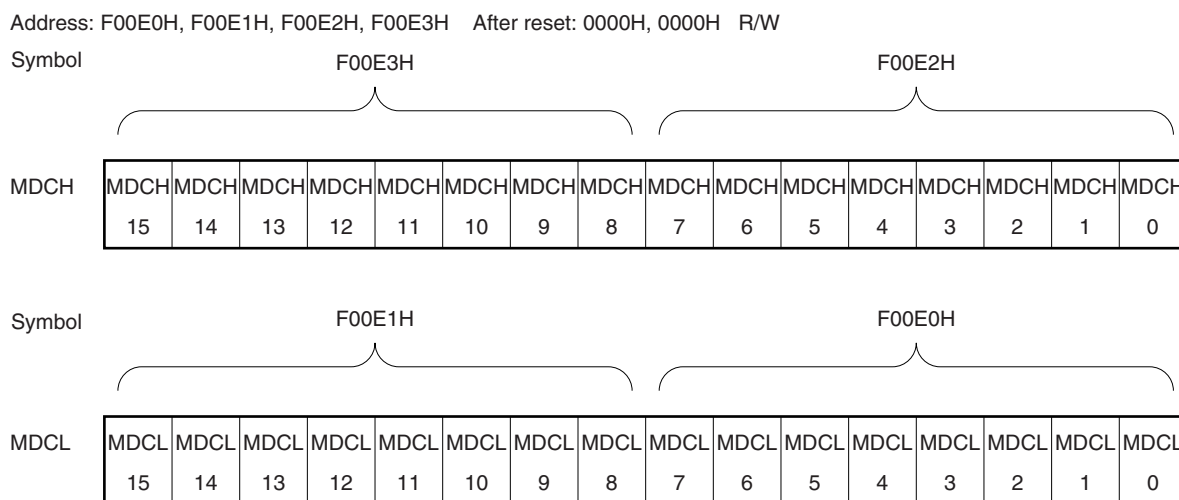 Address: F00E0H, F00E1H, F00E2H, F00E3H After reset: 0000H, 0000H R/W
Symbol F00E3H F00E2H
MDCH MDCH MDCH MDCH MDCH MDCH MDCH MDCH MDCH MDCH MDCH MDCH MDCH MDCH MDCH MDCH MDCH
15 14 13 12 11 10 9 8 7 6 5 4 3 2 1 0
Symbol F00E1H F00E0H
MDCL MDCL MDCL MDCL MDCL MDCL MDCL MDCL MDCL MDCL MDCL MDCL MDCL MDCL MDCL MDCL MDCL
15 14 13 12 11 10 9 8 7 6 5 4 3 2 1 0